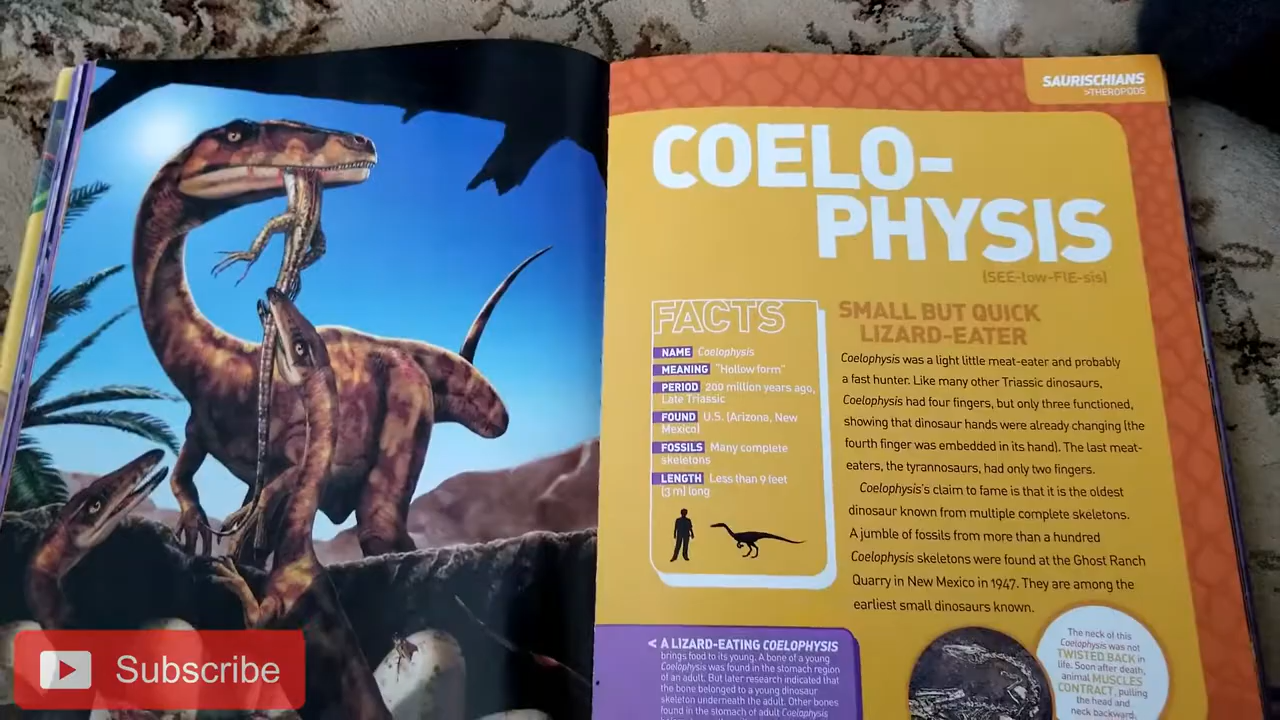 SAURISCHIANS
>THEROPODS
COELO-
PHYSIS
(SEE-low-FIE-sis)
FACTS
NAME Coelophysis
MEANING "Hollow form"
PERIOD 200 million years ago,
Late Triassic
FOUND U.S. (Arizona, New
Mexico)
FOSSILS Many complete
skeletons
LENGTH Less than 9 feet
(3 m) long
SMALL BUT QUICK
LIZARD-EATER
Coelophysis was a light little meat-eater and probably
a fast hunter. Like many other Triassic dinosaurs,
Coelophysis had four fingers, but only three functioned,
showing that dinosaur hands were already changing (the
fourth finger was embedded in its hand). The last meat-
eaters, the tyrannosaurs, had only two fingers.
Coelophysis's claim to fame is that it is the oldest
dinosaur known from multiple complete skeletons.
A jumble of fossils from more than a hundred
Coelophysis skeletons were found at the Ghost Ranch
Quarry in New Mexico in 1947. They are among the
earliest small dinosaurs known.
< A LIZARD-EATING COELOPHYSIS
brings food to its young. A bone of a young
Coelophysis was found in the stomach region
of an adult. But later research indicated that
the bone belonged to a young dinosaur
skeleton underneath the adult. Other bones
found in the stomach of adult Coelophysis
The neck of this
Coelophysis was not
TWISTED BACK in
life. Soon after death,
animal MUSCLES
CONTRACT, pulling
the head and
neck backward.
Subscribe